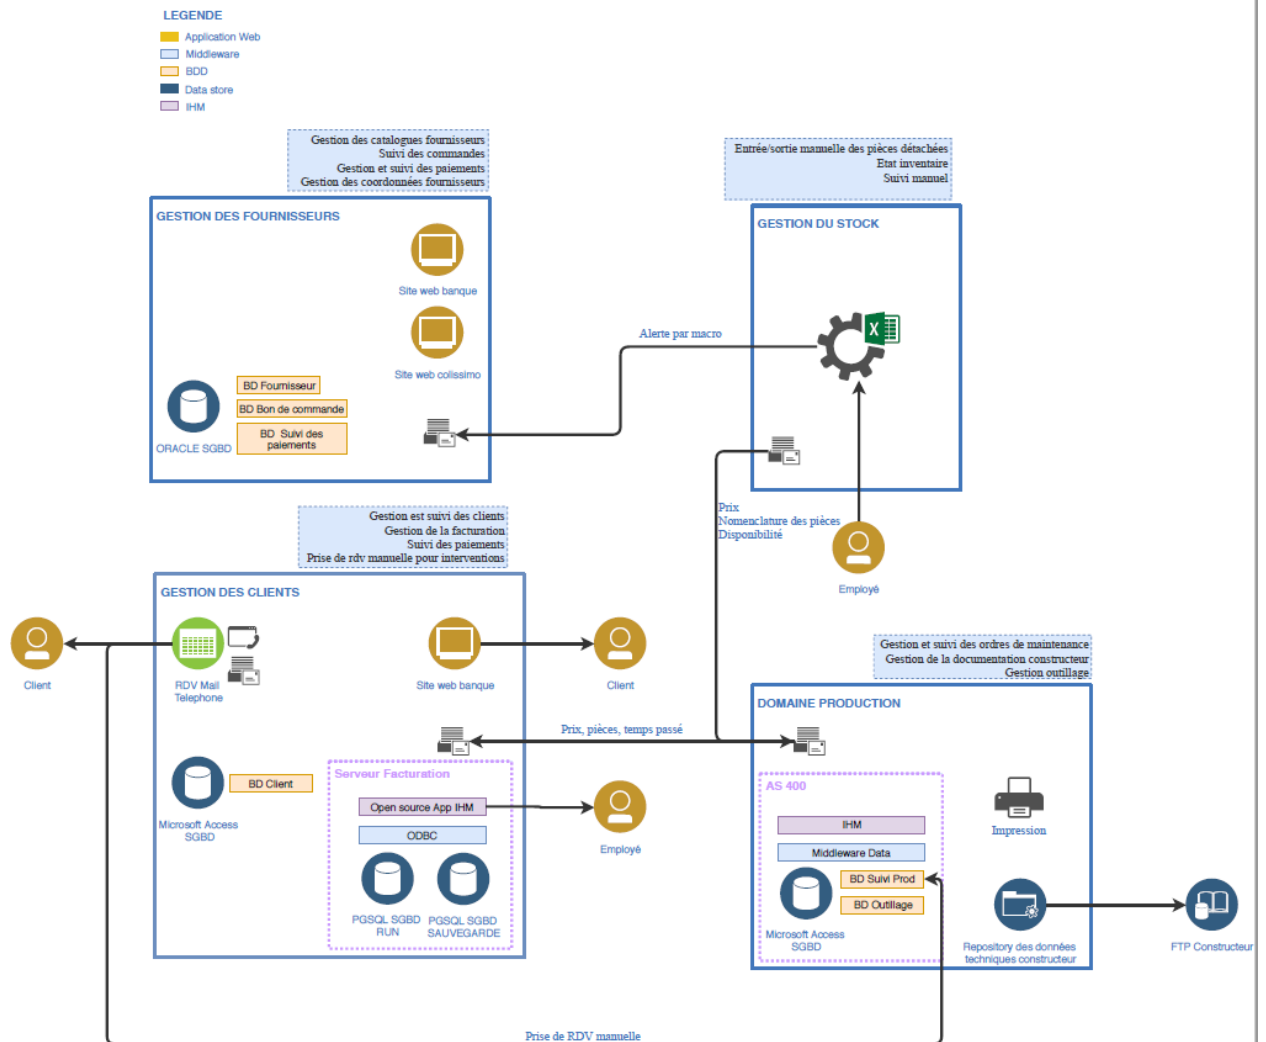 LEGENDE
Application Web
Middleware
BDD
Data store
IHM
Gestion des catalogues fournisseurs
Suivi des commandes
Gestion et suivi des paiements
Gestion des coordonnées fournisseurs
GESTION DES FOURNISSEURS
Site web banque
Site web colissimo
BD Fournisseur
BD Bon de commande
BD Suivi des
paiements
ORACLE SGBD
Alerte par macro
Entrée/sortie manuelle des pièces détachées
Etat inventaire
Suivi manuel
GESTION DU STOCK
X
Prix
Nomenclature des pièces
Disponibilité
Employé
Gestion est suivi des clients
Gestion de la facturation
Suivi des paiements
Prise de rdv manuelle pour interventions
GESTION DES CLIENTS
Client
RDV Mail
Telephone
Site web banque
Client
Prix, pièces, temps passé
BD Client
Microsoft Access
SGBD
Serveur Facturation
Open source App IHM
ODBC
PGSQL SGBD
RUN
PGSQL SGBD
SAUVEGARDE
Employé
Gestion et suivi des ordres de maintenance
Gestion de la documentation constructeur
Gestion outillage
DOMAINE PRODUCTION
AS 400
IHM
Middleware Data
BD Suivi Prod
BD Outillage
Microsoft Access
SGBD
Impression
Repository des données
techniques constructeur
FTP Constructeur
Prise de RDV manuelle